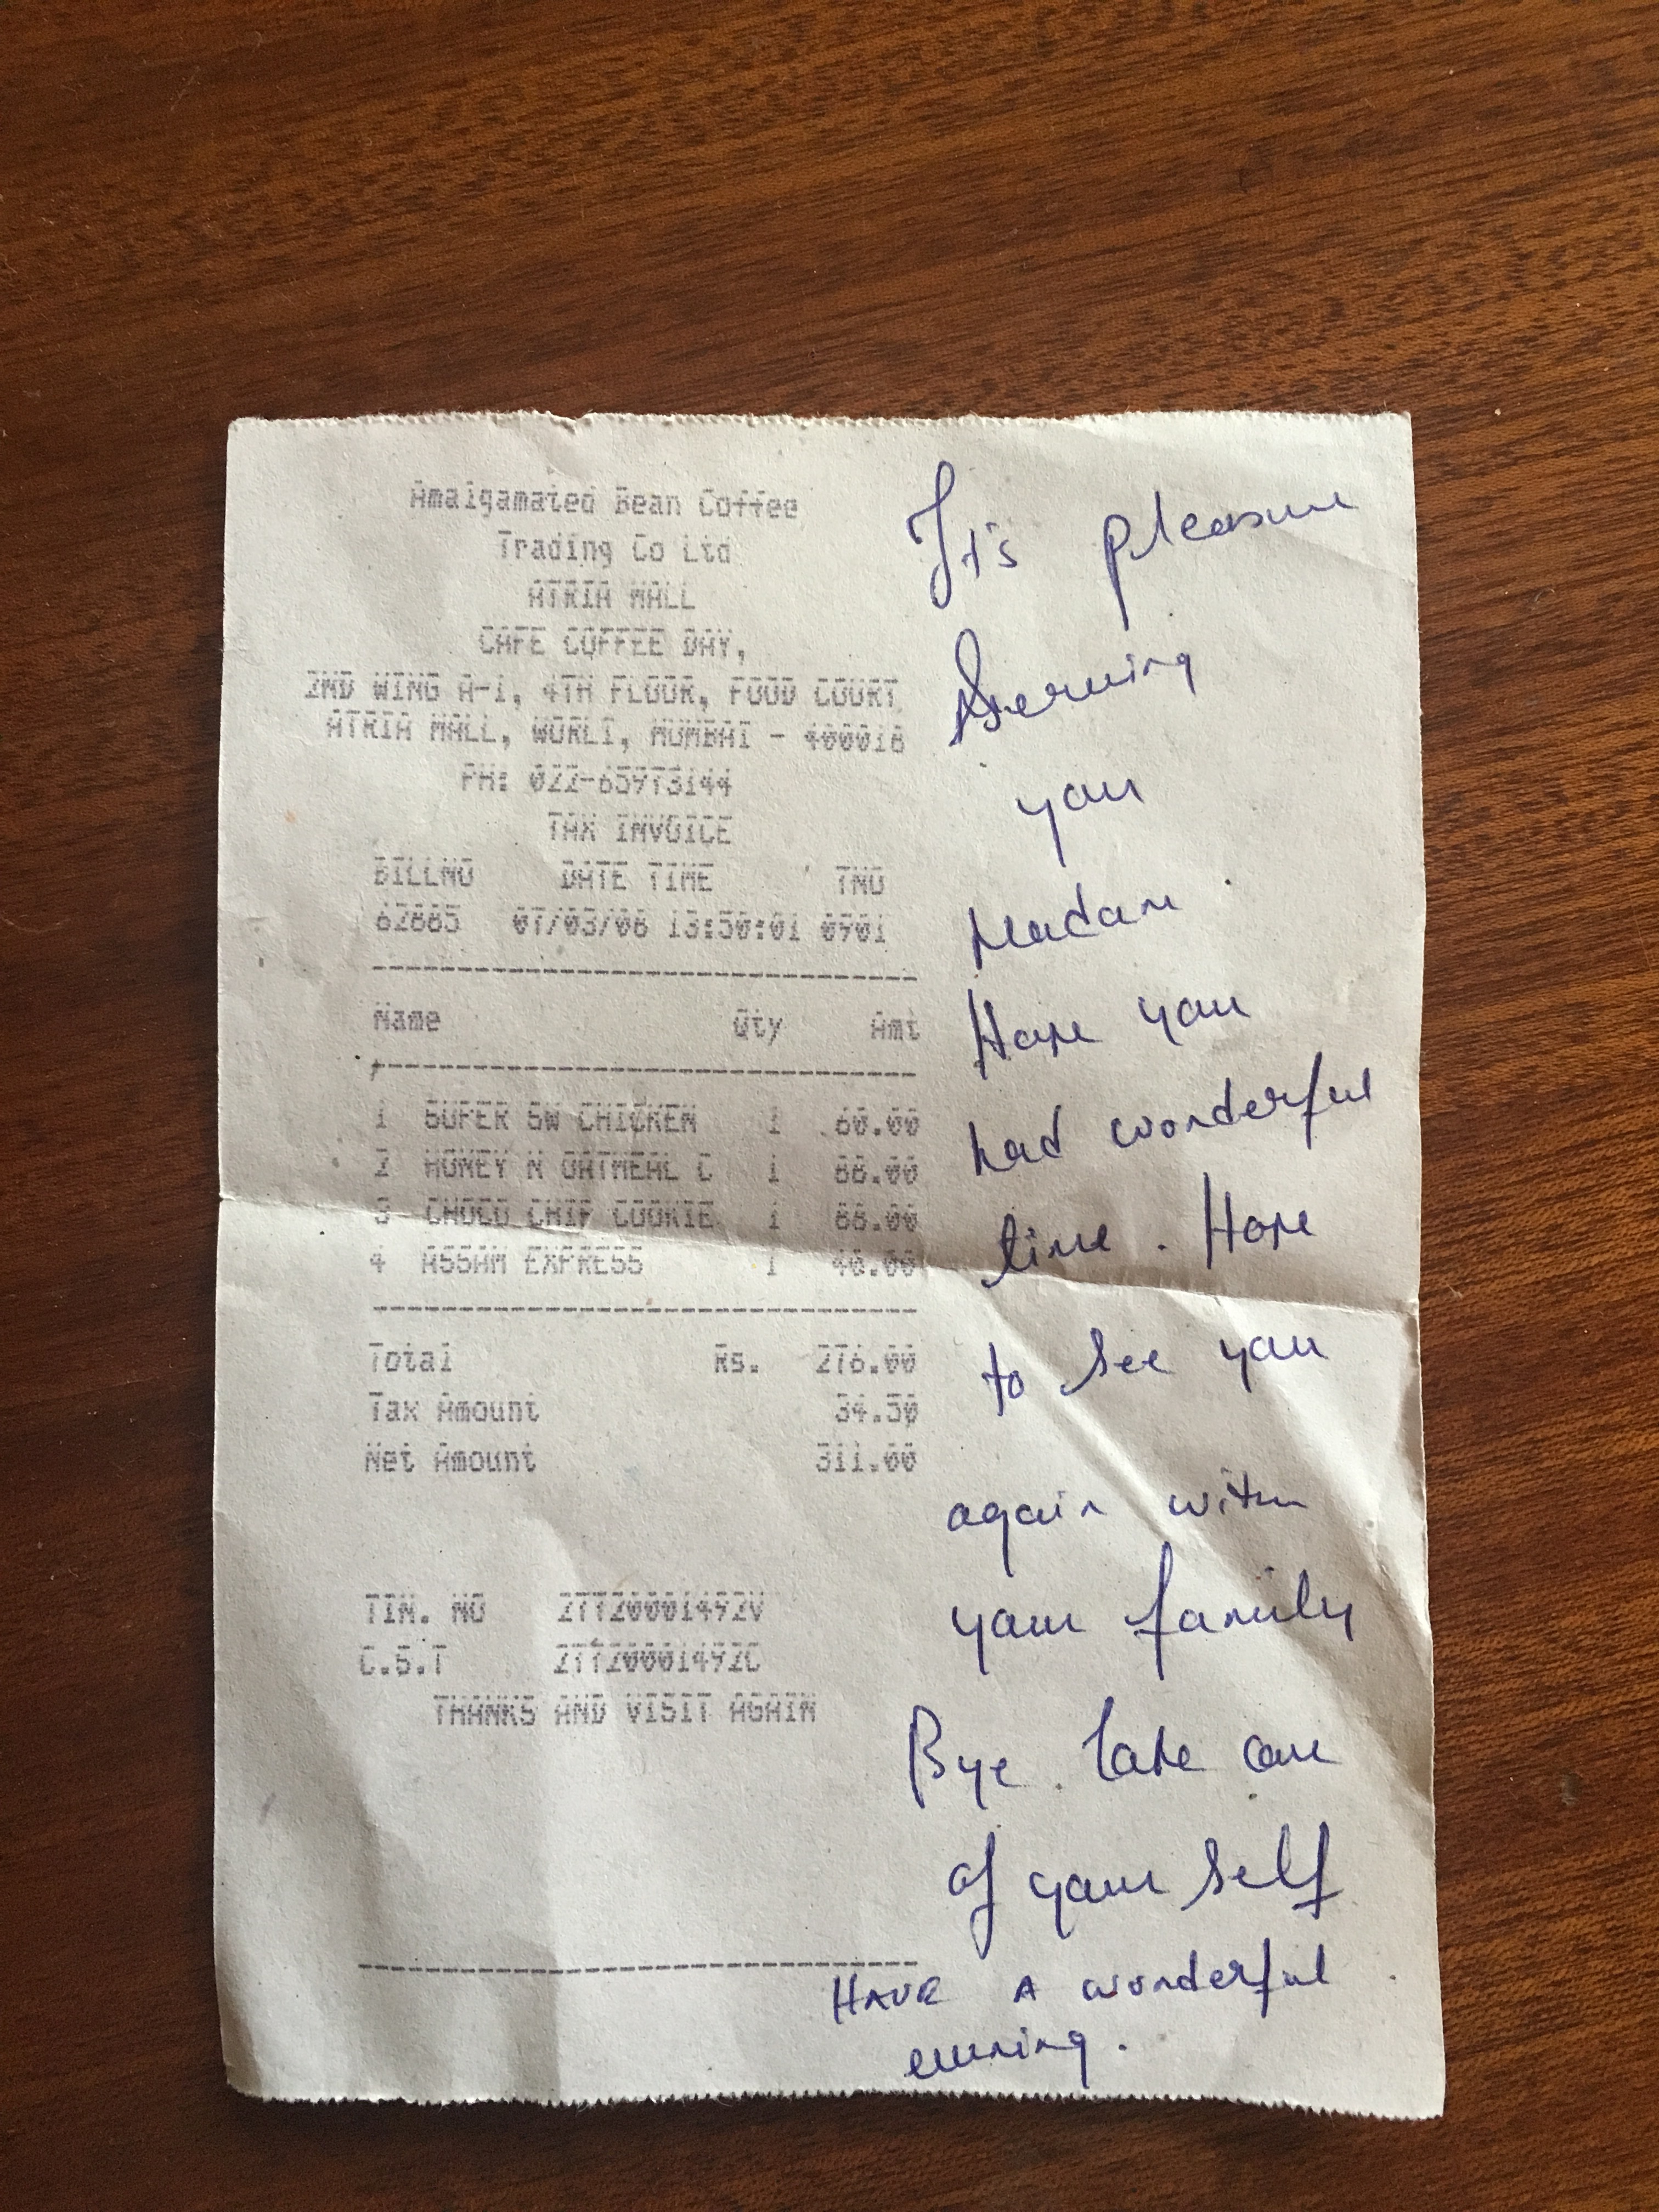 Amalgamated Bean Coffee
Trading Co Ltd
ATRIA MALL
CAFE COFFEE DAY,
2ND WING A-1, 4TH FLOOR, FOOD COURT
ATRIA MALL, WORLI, MUMBAI - 400018
PH: 022-65973144
TAX INVOICE
BILLNO DATE TIME TNO
62885 07/03/08 13:50:01 0901
Name Qty Amt
1 SUPER SW CHICKEN 1 60.00
2 HONEY N OATMEAL C 1 88.00
3 CHOCO CHIP COOKIE 1 88.00
4 ASSAM EXPRESS 1 40.00
Total Rs. 276.00
Tax Amount 34.50
Net Amount 311.00
TIN. NO 27720001492V
C.S.T 27720001492C
THANKS AND VISIT AGAIN
It's pleasure
Serving
you
Madam
Hope you
had wonderful
time. Hope
to see you
again with
your family
Bye. Take care
of your self
HAVE A wonderful
evening.